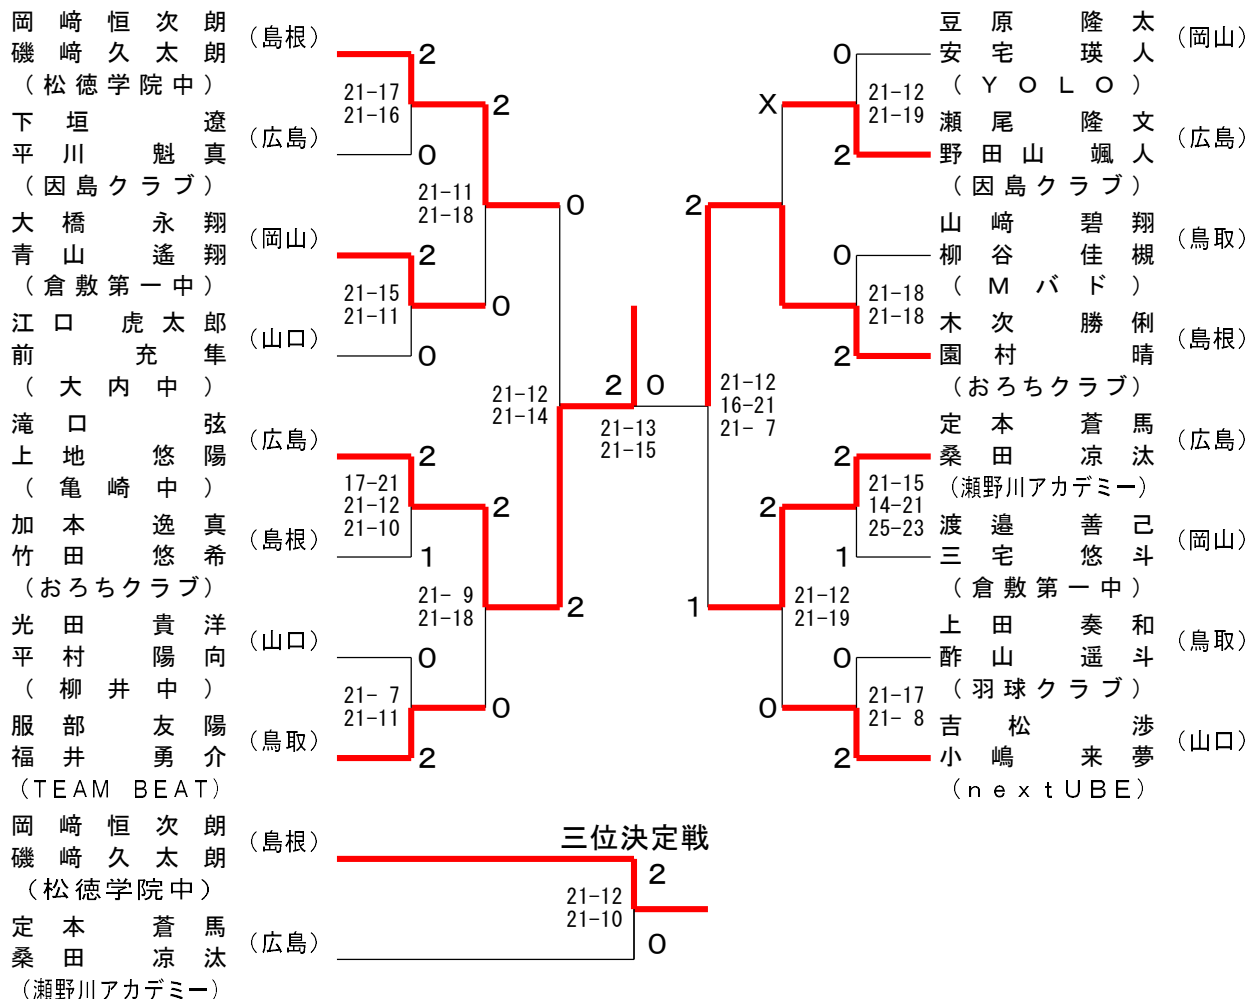 岡﨑恒次朗
磯﨑久太朗
(松徳学院中)
(島根)
下垣 遼
平川 魁真
(因島クラブ)
(広島)
大橋 永翔
青山 遙翔
(倉敷第一中)
(岡山)
江口 虎太郎
前 充隼
(大内中)
(山口)
滝口 弦
上地 悠陽
(亀崎中)
(広島)
加本 逸真
竹田 悠希
(おろちクラブ)
(島根)
光田 貴洋
平村 陽向
(柳井中)
(山口)
服部 友陽
福井 勇介
(TEAM BEAT)
(鳥取)
2
21-17
21-16
0
2
21-11
21-18
2
21-15
21-11
0
0
0
21-12
21-14
2
17-21
21-12
21-10
1
2
21- 9
21-18
0
21- 7
21-11
2
0
2
2
0
21-13
21-15
豆原 隆太
安宅 瑛人
(YOLO)
(岡山)
瀬尾 隆文
野田山 颯人
(因島クラブ)
(広島)
山﨑 碧翔
柳谷 佳槻
(Mバド)
(鳥取)
木次 勝俐
園村 晴
(おろちクラブ)
(島根)
定本 蒼馬
桑田 凉汰
(瀬野川アカデミー)
(広島)
渡邉 善己
三宅 悠斗
(倉敷第一中)
(岡山)
上田 奏和
酢山 遥斗
(羽球クラブ)
(鳥取)
吉松 渉
小嶋 来夢
(nextUBE)
(山口)
0
21-12
21-19
2
X
2
0
21-18
21-18
2
21-12
16-21
21- 7
2
21-15
14-21
25-23
1
2
21-12
21-19
1
0
21-17
21- 8
2
0
三位決定戦
岡﨑恒次朗
磯﨑久太朗
(松徳学院中)
(島根)
定本 蒼馬
桑田 凉汰
(瀬野川アカデミー)
(広島)
2
21-12
21-10
0